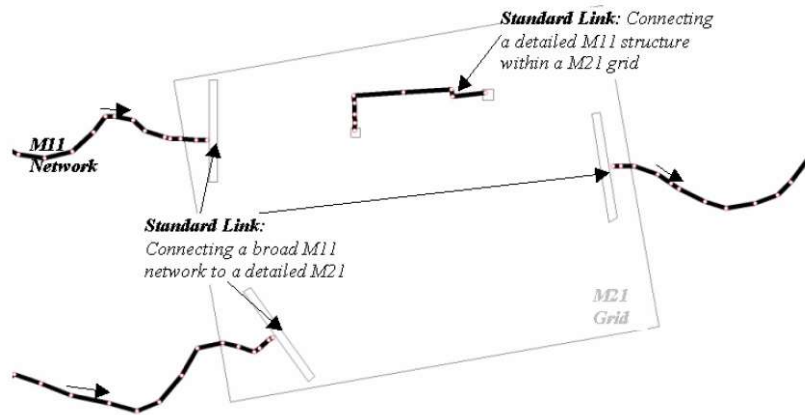 Standard Link: Connecting
a detailed M11 structure
within a M21 grid
M11
Network
Standard Link:
Connecting a broad M11
network to a detailed M21
M21
Grid